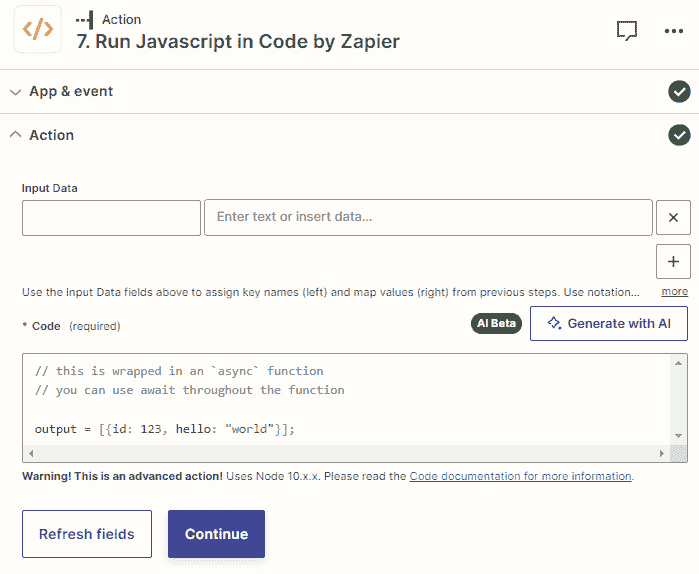 Action
7. Run Javascript in Code by Zapier
App & event
Action
Input Data
Enter text or insert data...
Use the Input Data fields above to assign key names (left) and map values (right) from previous steps. Use notation... more
* Code (required) AI Beta Generate with AI
// this is wrapped in an `async` function
// you can use await throughout the function
output = [{id: 123, hello: "world"}];
Warning! This is an advanced action! Uses Node 10.x.x. Please read the Code documentation for more information.
Refresh fields Continue